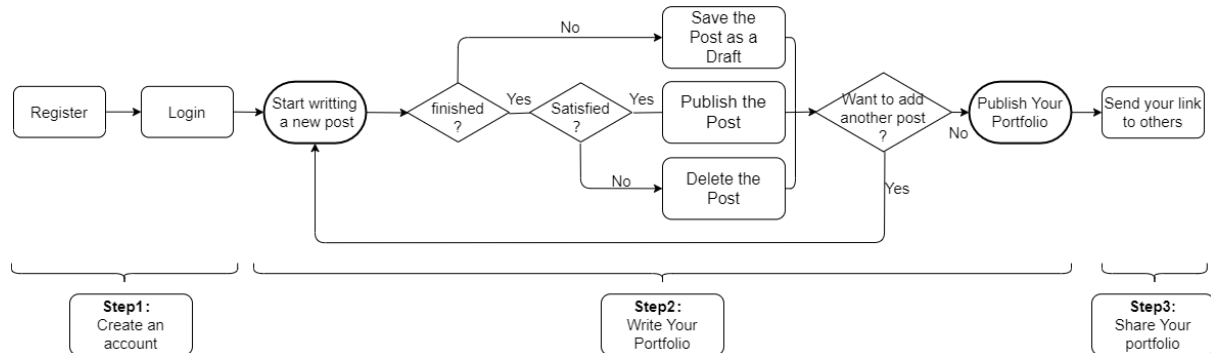 Register
Login
Start writting
a new post
finished
?
No
Yes
Satisfied
?
Yes
No
Save the
Post as a
Draft
Publish the
Post
Delete the
Post
Want to add
another post
?
No
Yes
Publish Your
Portfolio
Send your link
to others
Step1:
Create an
account
Step2:
Write Your
Portfolio
Step3:
Share Your
portfolio